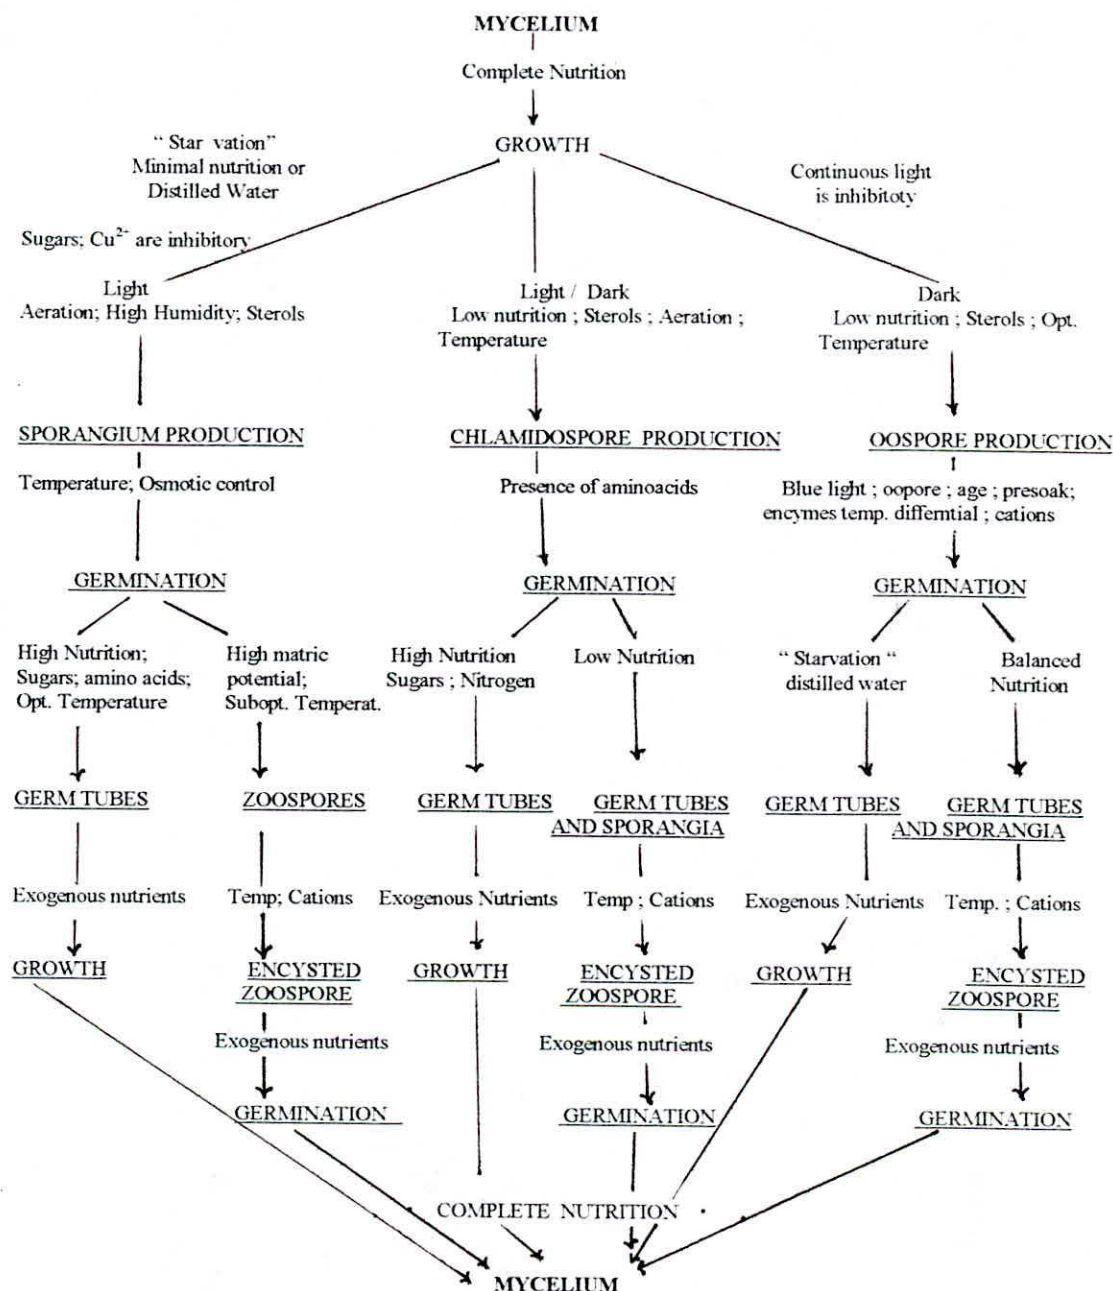 MYCELIUM
Complete Nutrition
GROWTH
“ Star vation”
Minimal nutrition or
Distilled Water
Continuous light
is inhibitoty
Sugars; Cu²⁺ are inhibitory
Light
Aeration; High Humidity; Sterols
Light / Dark
Low nutrition ; Sterols ; Aeration ;
Temperature
Dark
Low nutrition ; Sterols ; Opt.
Temperature
SPORANGIUM PRODUCTION
CHLAMIDOSPORE PRODUCTION
OOSPORE PRODUCTION
Temperature; Osmotic control
Presence of aminoacids
Blue light ; oopore ; age ; presoak;
encymes temp. differntial ; cations
GERMINATION
GERMINATION
GERMINATION
High Nutrition;
Sugars; amino acids;
Opt. Temperature
High matric
potential;
Subopt. Temperat.
High Nutrition
Sugars ; Nitrogen
Low Nutrition
“ Starvation “
distilled water
Balanced
Nutrition
GERM TUBES
ZOOSPORES
GERM TUBES
GERM TUBES
AND SPORANGIA
GERM TUBES
GERM TUBES
AND SPORANGIA
Exogenous nutrients
Temp; Cations
Exogenous Nutrients
Temp ; Cations
Exogenous Nutrients
Temp. ; Cations
GROWTH
ENCYSTED
ZOOSPORE
GROWTH
ENCYSTED
ZOOSPORE
GROWTH
ENCYSTED
ZOOSPORE
Exogenous nutrients
Exogenous nutrients
Exogenous nutrients
GERMINATION
GERMINATION
GERMINATION
COMPLETE NUTRITION
MYCELIUM